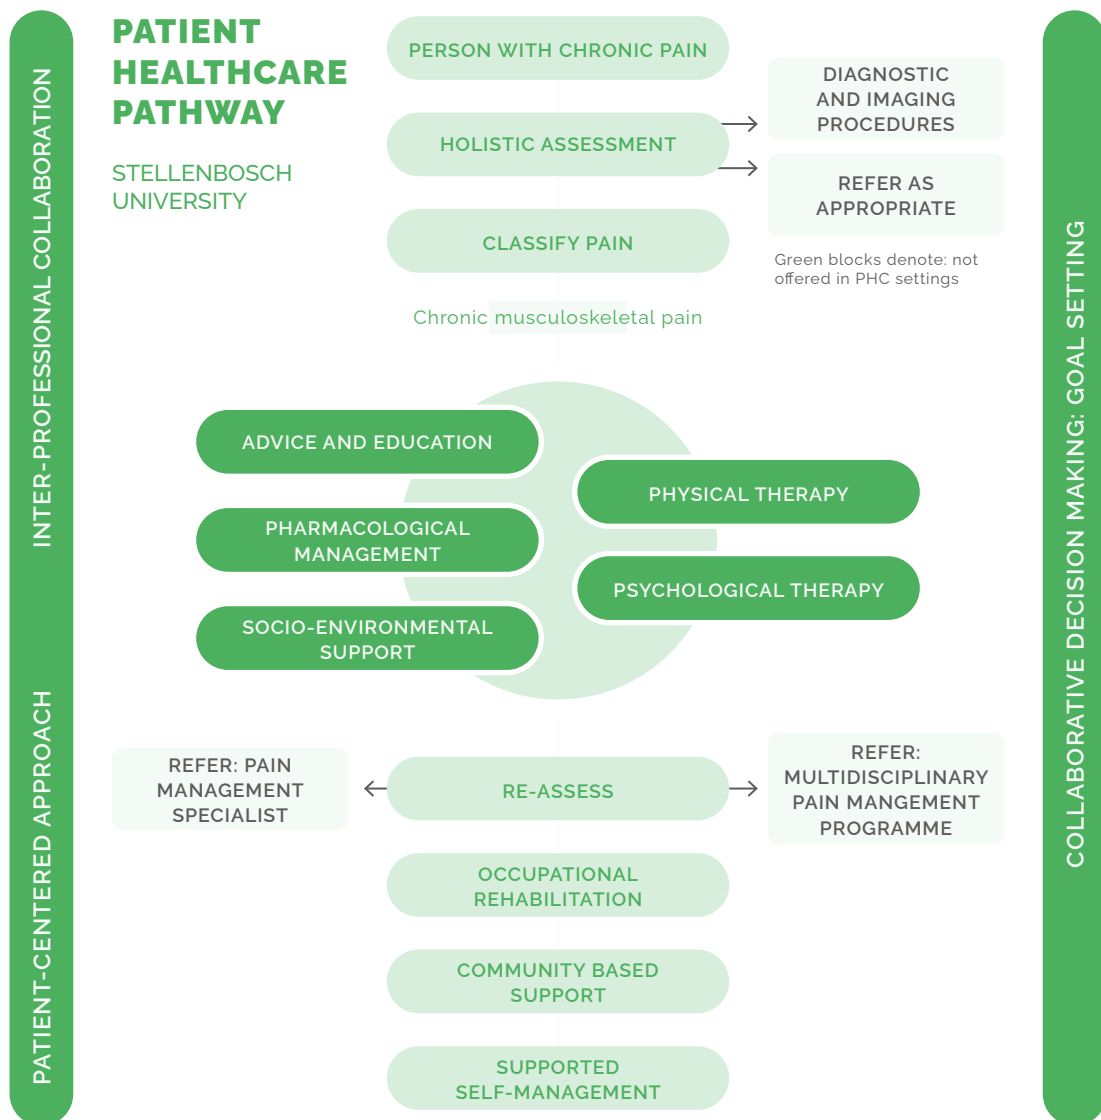 PATIENT
HEALTHCARE
PATHWAY
STELLENBOSCH
UNIVERSITY
INTER-PROFESSIONAL COLLABORATION
PATIENT-CENTERED APPROACH
PERSON WITH CHRONIC PAIN
HOLISTIC ASSESSMENT
DIAGNOSTIC
AND IMAGING
PROCEDURES
REFER AS
APPROPRIATE
Green blocks denote: not
offered in PHC settings
CLASSIFY PAIN
Chronic musculoskeletal pain
ADVICE AND EDUCATION
PHARMACOLOGICAL
MANAGEMENT
SOCIO-ENVIRONMENTAL
SUPPORT
PHYSICAL THERAPY
PSYCHOLOGICAL THERAPY
REFER: PAIN
MANAGEMENT
SPECIALIST
RE-ASSESS
REFER:
MULTIDISCIPLINARY
PAIN MANGEMENT
PROGRAMME
OCCUPATIONAL
REHABILITATION
COMMUNITY BASED
SUPPORT
SUPPORTED
SELF-MANAGEMENT
COLLABORATIVE DECISION MAKING: GOAL SETTING